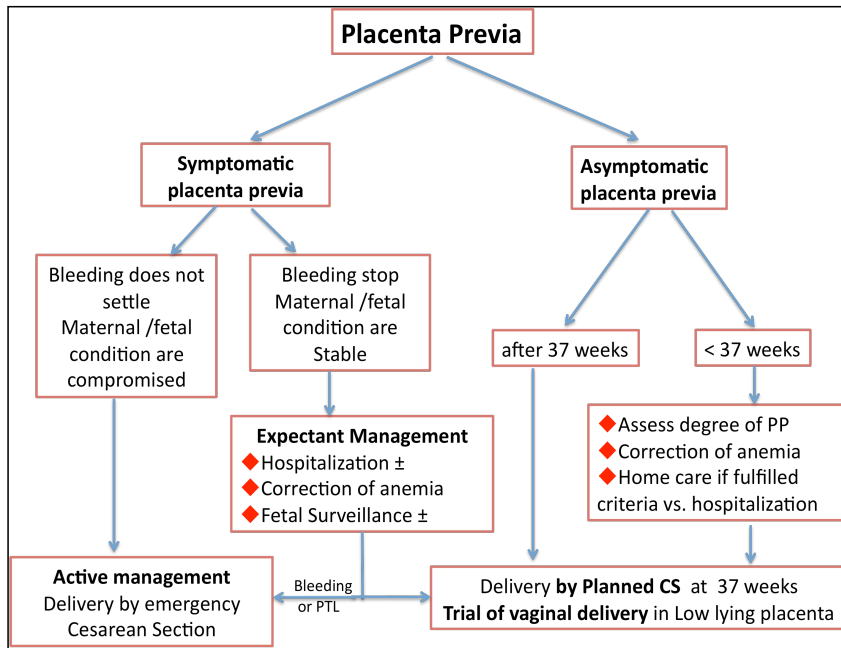 Placenta Previa
Symptomatic
placenta previa
Asymptomatic
placenta previa
Bleeding does not
settle
Maternal /fetal
condition are
compromised
Bleeding stop
Maternal /fetal
condition are
Stable
after 37 weeks
< 37 weeks
Expectant Management
Hospitalization ±
Correction of anemia
Fetal Surveillance ±
Assess degree of PP
Correction of anemia
Home care if fulfilled
criteria vs. hospitalization
Active management
Delivery by emergency
Cesarean Section
Bleeding
or PTL
Delivery by Planned CS at 37 weeks
Trial of vaginal delivery in Low lying placenta